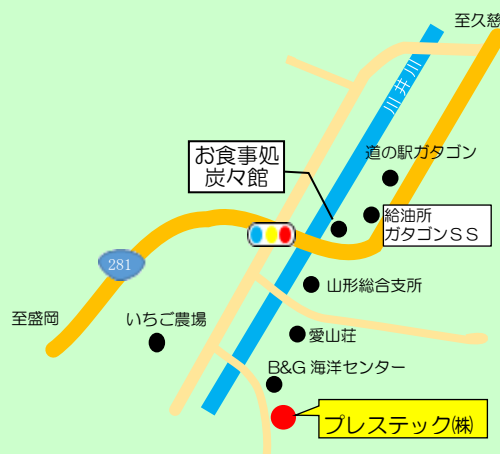 至久慈
川井川
お食事処
炭々館
道の駅ガタゴン
給油所
ガタゴンSS
281
山形総合支所
至盛岡
いちご農場
愛山荘
B&G 海洋センター
プレステック㈱